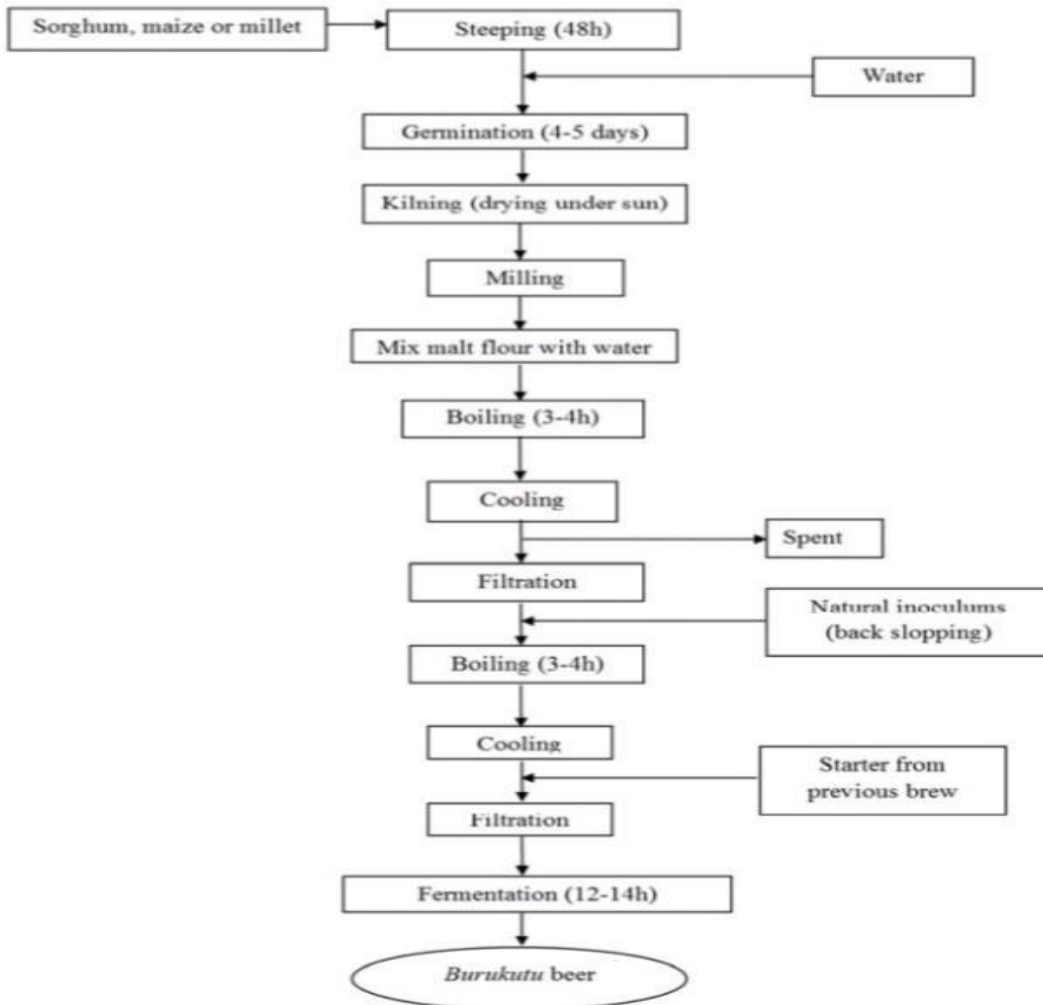 Sorghum, maize or millet
Steeping (48h)
Water
Germination (4-5 days)
Kilning (drying under sun)
Milling
Mix malt flour with water
Boiling (3-4h)
Cooling
Spent
Filtration
Natural inoculums
(back slopping)
Boiling (3-4h)
Cooling
Starter from
previous brew
Filtration
Fermentation (12-14h)
Burukutu beer